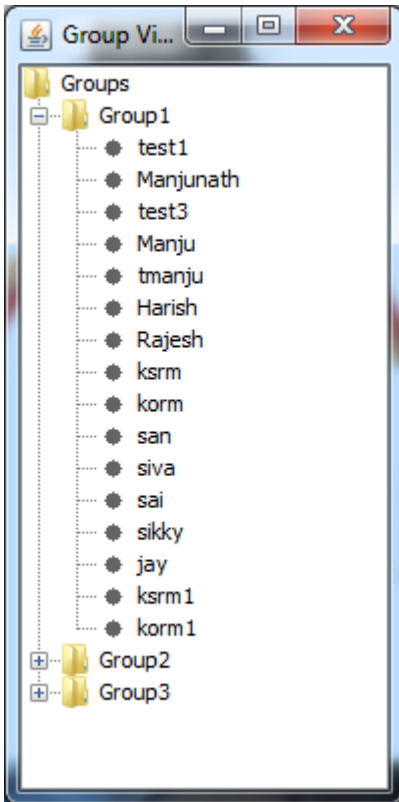 Group Vi...
Groups
Group1
test1
Manjunath
test3
Manju
tmanju
Harish
Rajesh
ksrm
korm
san
siva
sai
sikky
jay
ksrm1
korm1
Group2
Group3